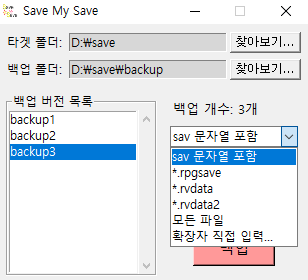 Save My Save
타겟 폴더: D:₩save 찾아보기...
백업 폴더: D:₩save₩backup 찾아보기...
백업 버전 목록
backup1
backup2
backup3
백업 개수: 3개
sav 문자열 포함
sav 문자열 포함
*.rpgsave
*.rvdata
*.rvdata2
모든 파일
확장자 직접 입력...
백업